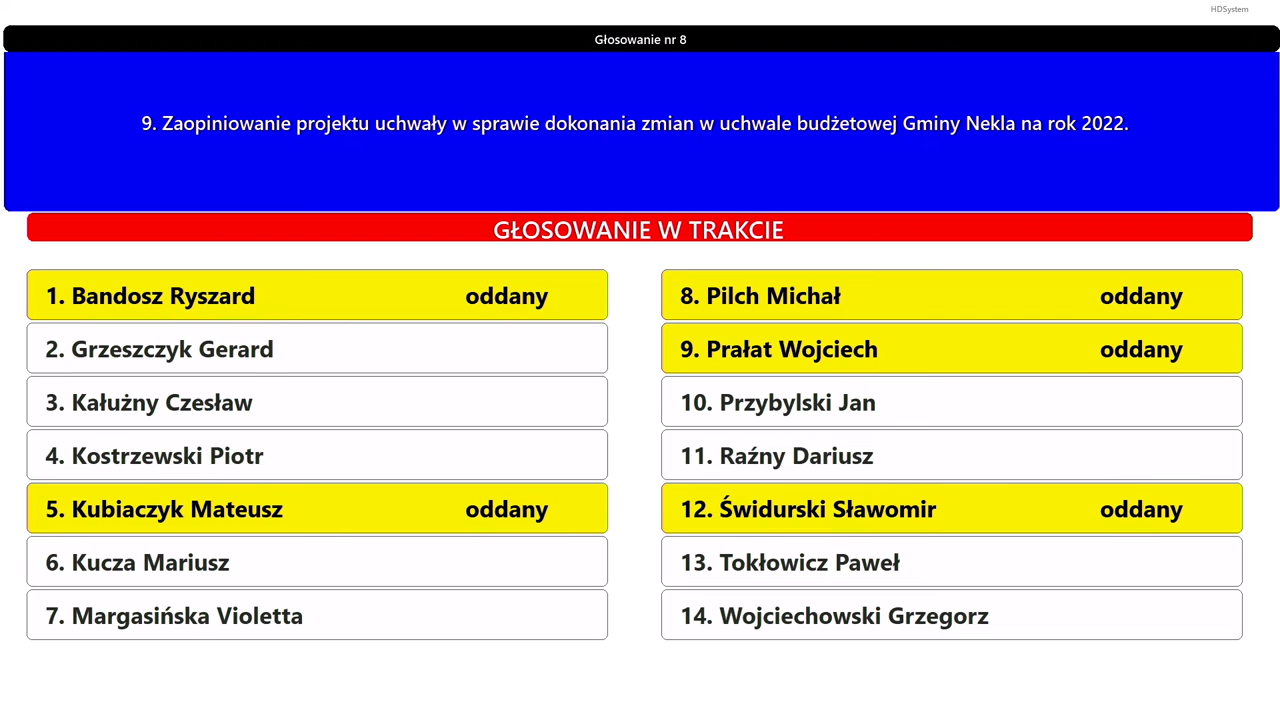 HDSystem
Głosowanie nr 8
9. Zaopiniowanie projektu uchwały w sprawie dokonania zmian w uchwale budżetowej Gminy Nekla na rok 2022.
GŁOSOWANIE W TRAKCIE
1. Bandosz Ryszard oddany
2. Grzeszczyk Gerard
3. Kałużny Czesław
4. Kostrzewski Piotr
5. Kubiaczyk Mateusz oddany
6. Kucza Mariusz
7. Margasińska Violetta
8. Pilch Michał oddany
9. Prałat Wojciech oddany
10. Przybylski Jan
11. Raźny Dariusz
12. Świdurski Sławomir oddany
13. Tokłowicz Paweł
14. Wojciechowski Grzegorz